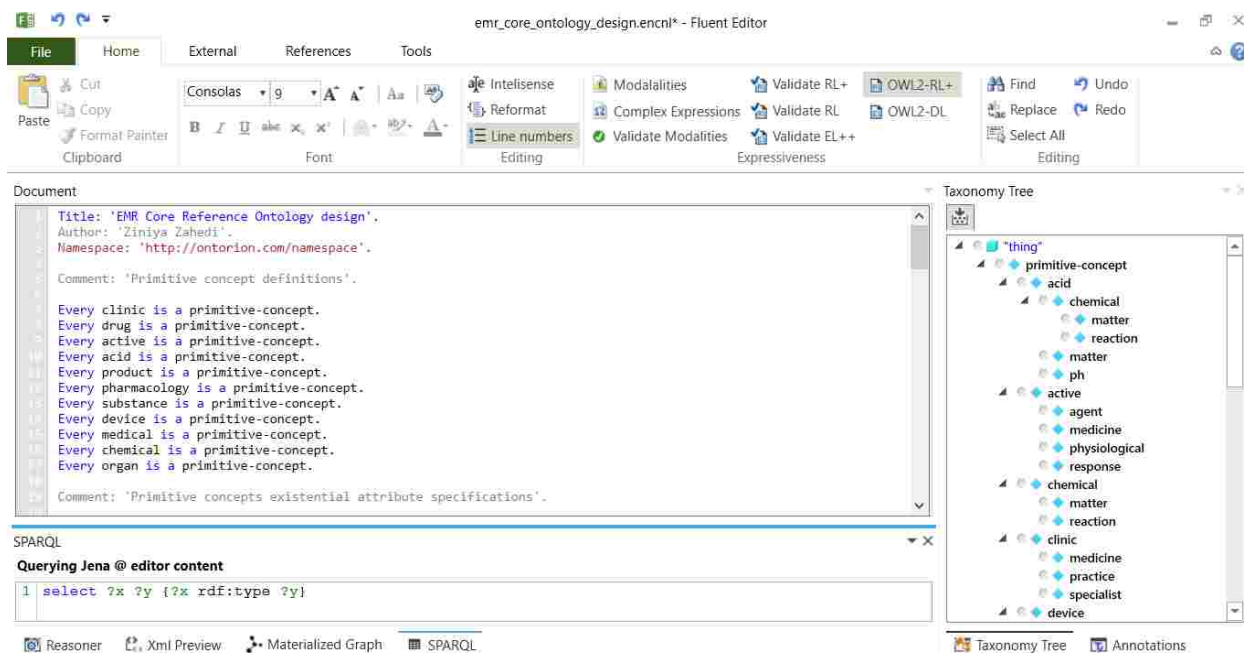 emr_core_ontology_design.encnl* - Fluent Editor
File Home External References Tools
Paste
Cut
Copy
Format Painter
Clipboard
Consolas 9 A A Aa
B I U abc x x A
Font
Intelisense
Reformat
Line numbers
Editing
Modalalities
Complex Expressions
Validate Modalities
Validate RL+
Validate RL
Validate EL++
OWL2-RL+
OWL2-DL
Expressiveness
Find
Replace
Select All
Undo
Redo
Editing
Document
Title: 'EMR Core Reference Ontology design'.
Author: 'Ziniya Zahedi'.
Namespace: 'http://ontorion.com/namespace'.
Comment: 'Primitive concept definitions'.
Every clinic is a primitive-concept.
Every drug is a primitive-concept.
Every active is a primitive-concept.
Every acid is a primitive-concept.
Every product is a primitive-concept.
Every pharmacology is a primitive-concept.
Every substance is a primitive-concept.
Every device is a primitive-concept.
Every medical is a primitive-concept.
Every chemical is a primitive-concept.
Every organ is a primitive-concept.
Comment: 'Primitive concepts existential attribute specifications'.
SPARQL
Querying Jena @ editor content
1 select ?x ?y {?x rdf:type ?y}
Reasoner Xml Preview Materialized Graph SPARQL
Taxonomy Tree
"thing"
primitive-concept
acid
chemical
matter
reaction
matter
ph
active
agent
medicine
physiological
response
chemical
matter
reaction
clinic
medicine
practice
specialist
device
Taxonomy Tree Annotations